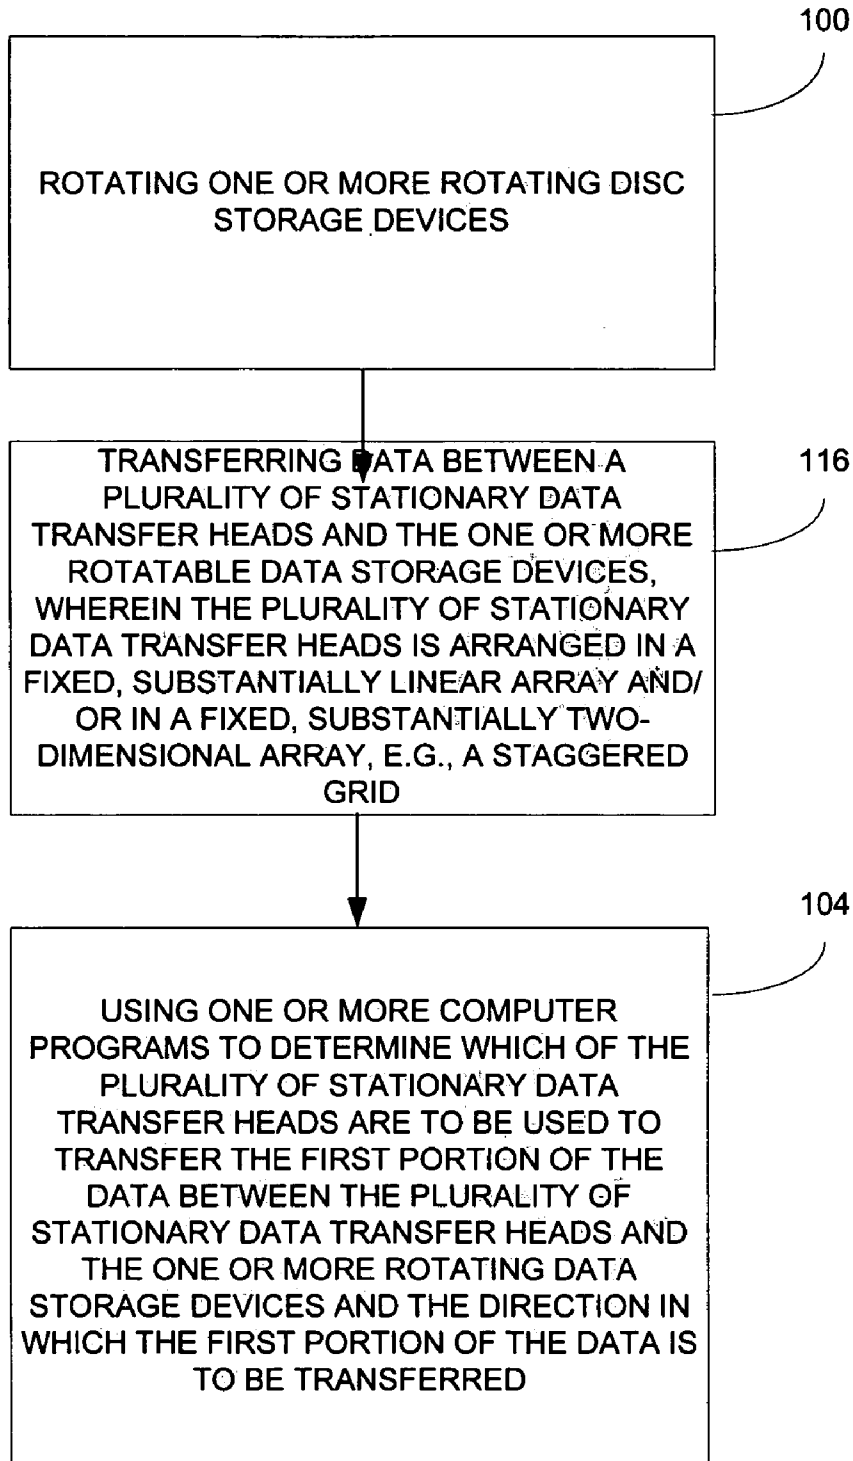 100
ROTATING ONE OR MORE ROTATING DISC
STORAGE DEVICES
116
TRANSFERRING DATA BETWEEN A
PLURALITY OF STATIONARY DATA
TRANSFER HEADS AND THE ONE OR MORE
ROTATABLE DATA STORAGE DEVICES,
WHEREIN THE PLURALITY OF STATIONARY
DATA TRANSFER HEADS IS ARRANGED IN A
FIXED, SUBSTANTIALLY LINEAR ARRAY AND/
OR IN A FIXED, SUBSTANTIALLY TWO-
DIMENSIONAL ARRAY, E.G., A STAGGERED
GRID
104
USING ONE OR MORE COMPUTER
PROGRAMS TO DETERMINE WHICH OF THE
PLURALITY OF STATIONARY DATA
TRANSFER HEADS ARE TO BE USED TO
TRANSFER THE FIRST PORTION OF THE
DATA BETWEEN THE PLURALITY OF
STATIONARY DATA TRANSFER HEADS AND
THE ONE OR MORE ROTATING DATA
STORAGE DEVICES AND THE DIRECTION IN
WHICH THE FIRST PORTION OF THE DATA IS
TO BE TRANSFERRED